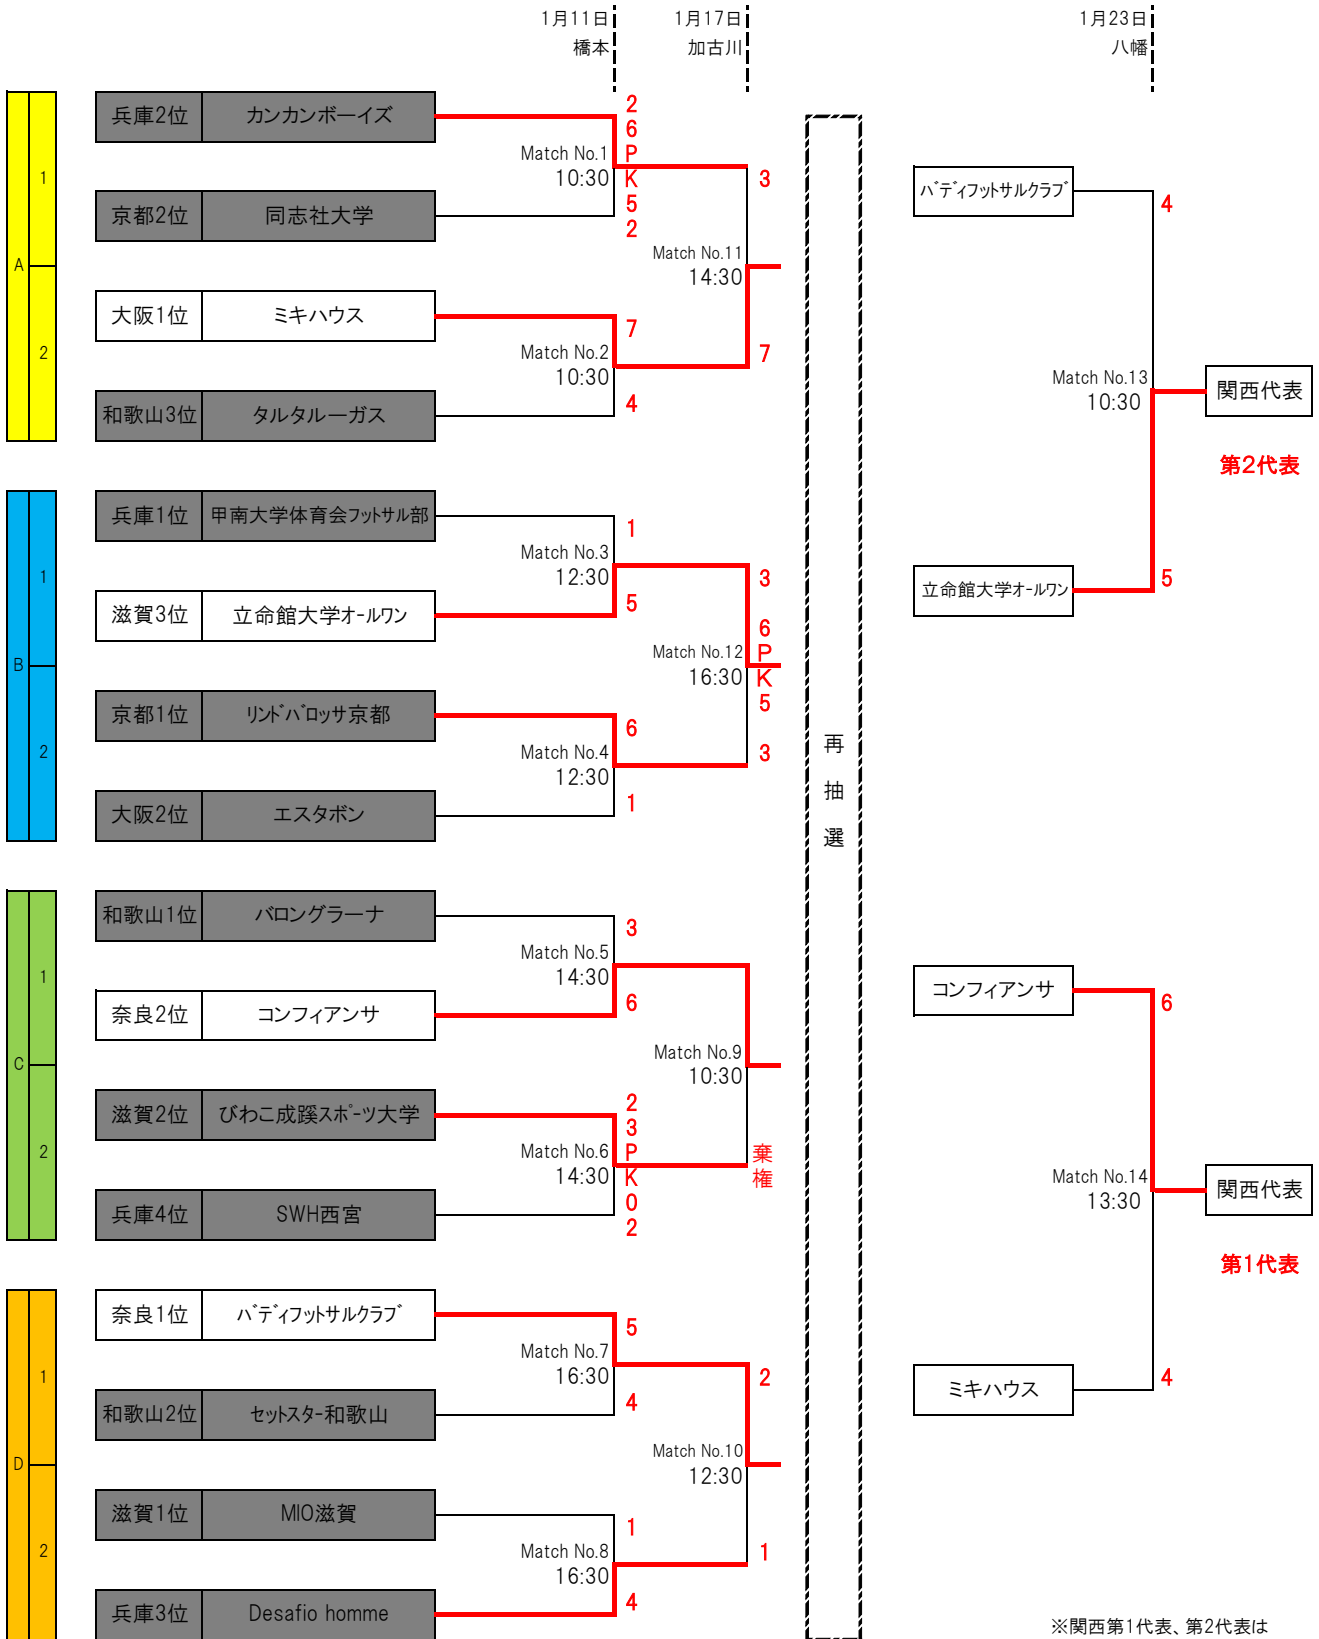 1月11日
橋本
1月17日
加古川
1月23日
八幡
A
1
2
兵庫2位 カンカンボーイズ
京都2位 同志社大学
大阪1位 ミキハウス
和歌山3位 タルタルーガス
Match No.1
10:30
2
6
P
K
5
2
Match No.2
10:30
7
4
Match No.11
14:30
3
7
B
1
2
兵庫1位 甲南大学体育会フットサル部
滋賀3位 立命館大学オールワン
京都1位 リンドバロッサ京都
大阪2位 エスタボン
Match No.3
12:30
1
5
Match No.4
12:30
6
1
Match No.12
16:30
3
6
P
K
5
3
C
1
2
和歌山1位 バロングラーナ
奈良2位 コンフィアンサ
滋賀2位 びわこ成蹊スポーツ大学
兵庫4位 SWH西宮
Match No.5
14:30
3
6
Match No.6
14:30
2
3
P
K
0
2
Match No.9
10:30
棄
権
D
1
2
奈良1位 バディフットサルクラブ
和歌山2位 セットスター和歌山
滋賀1位 MIO滋賀
兵庫3位 Desafio homme
Match No.7
16:30
5
4
Match No.8
16:30
1
4
Match No.10
12:30
2
1
再
抽
選
バディフットサルクラブ
4
Match No.13
10:30
立命館大学オールワン
5
関西代表
第2代表
コンフィアンサ
6
Match No.14
13:30
ミキハウス
4
関西代表
第1代表
※関西第1代表、第2代表は